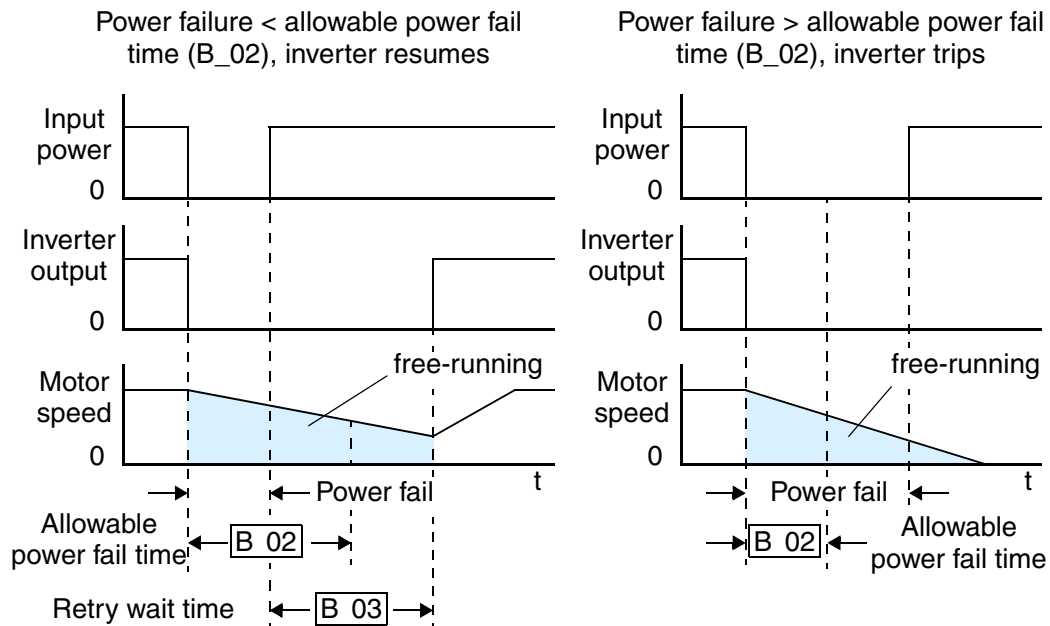 Power failure < allowable power fail
time (B_02), inverter resumes
Input
power
0
Inverter
output
0
free-running
Motor
speed
0
t
Power fail
Allowable
power fail time
B 02
Retry wait time
B 03
Power failure > allowable power fail
time (B_02), inverter trips
Input
power
0
Inverter
output
0
free-running
Motor
speed
0
t
Power fail
B 02
Allowable
power fail time